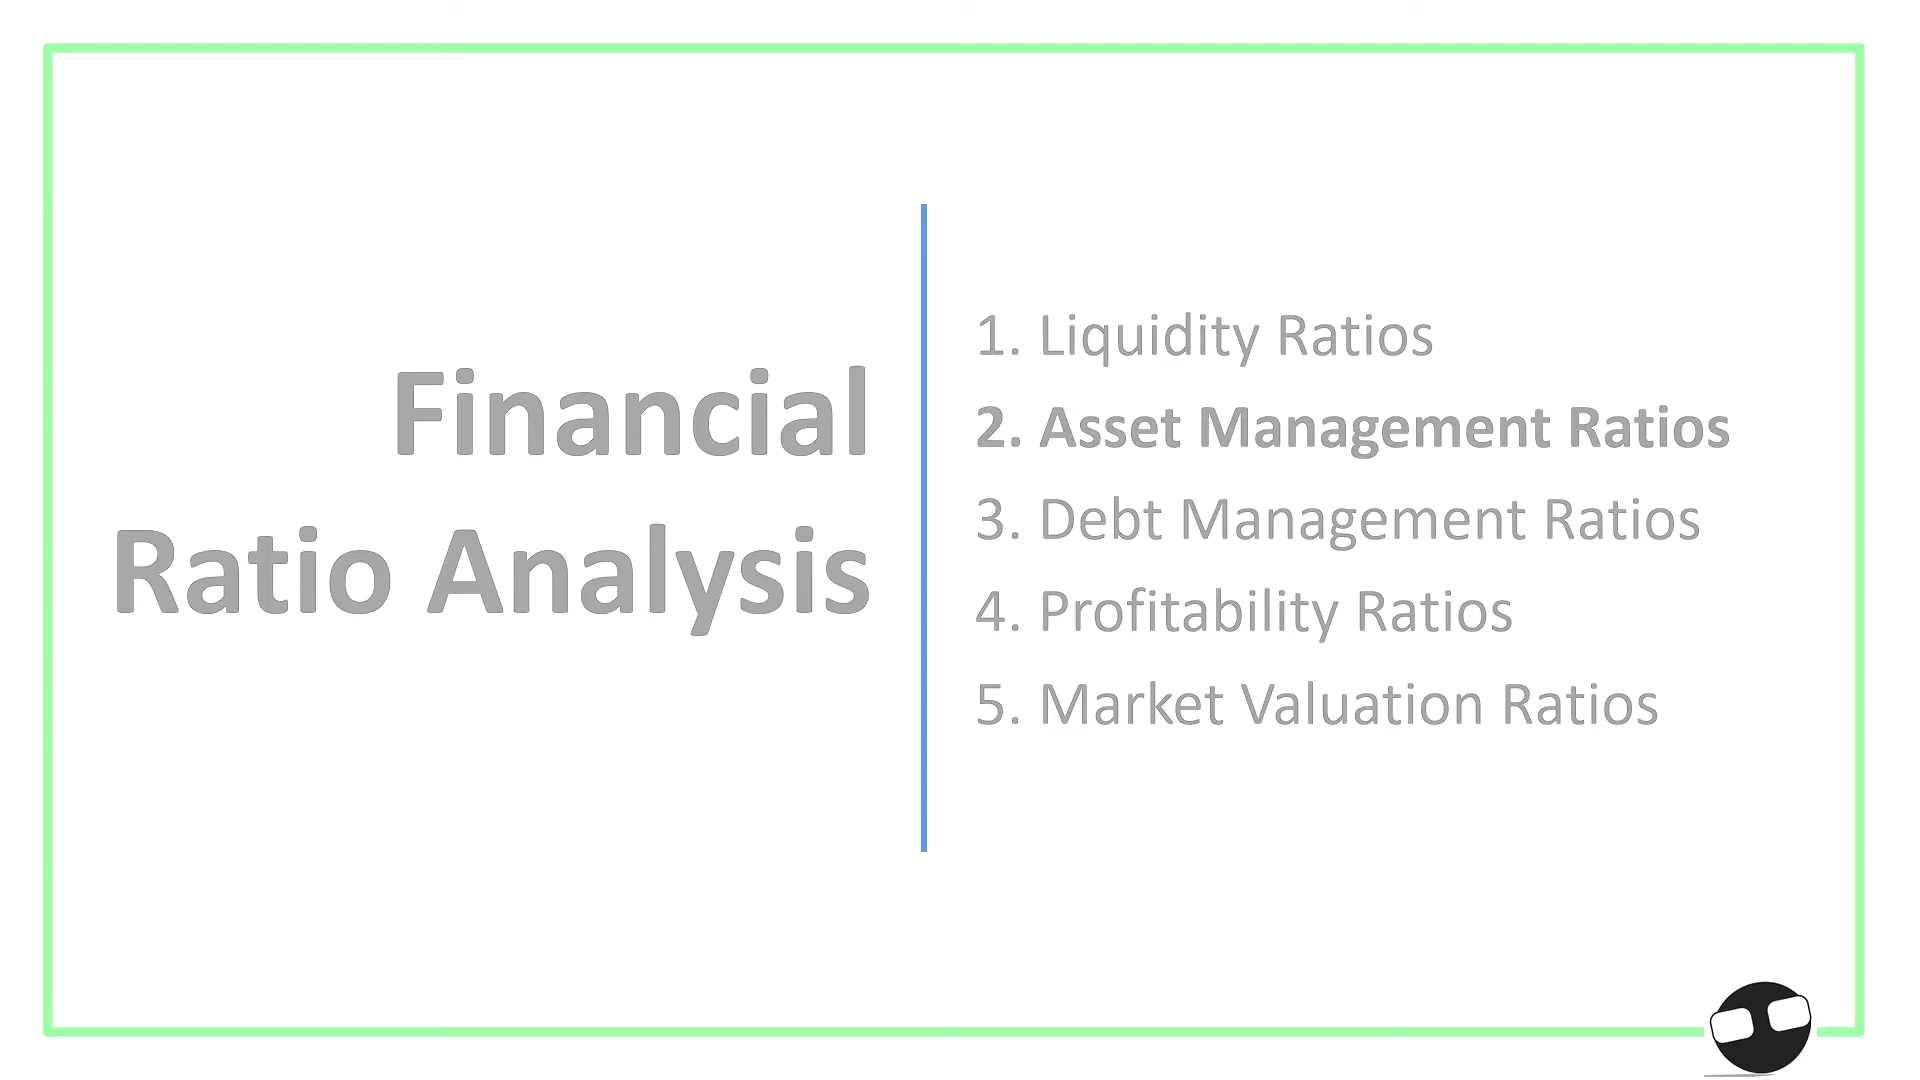 Financial
Ratio Analysis
1. Liquidity Ratios
2. Asset Management Ratios
3. Debt Management Ratios
4. Profitability Ratios
5. Market Valuation Ratios